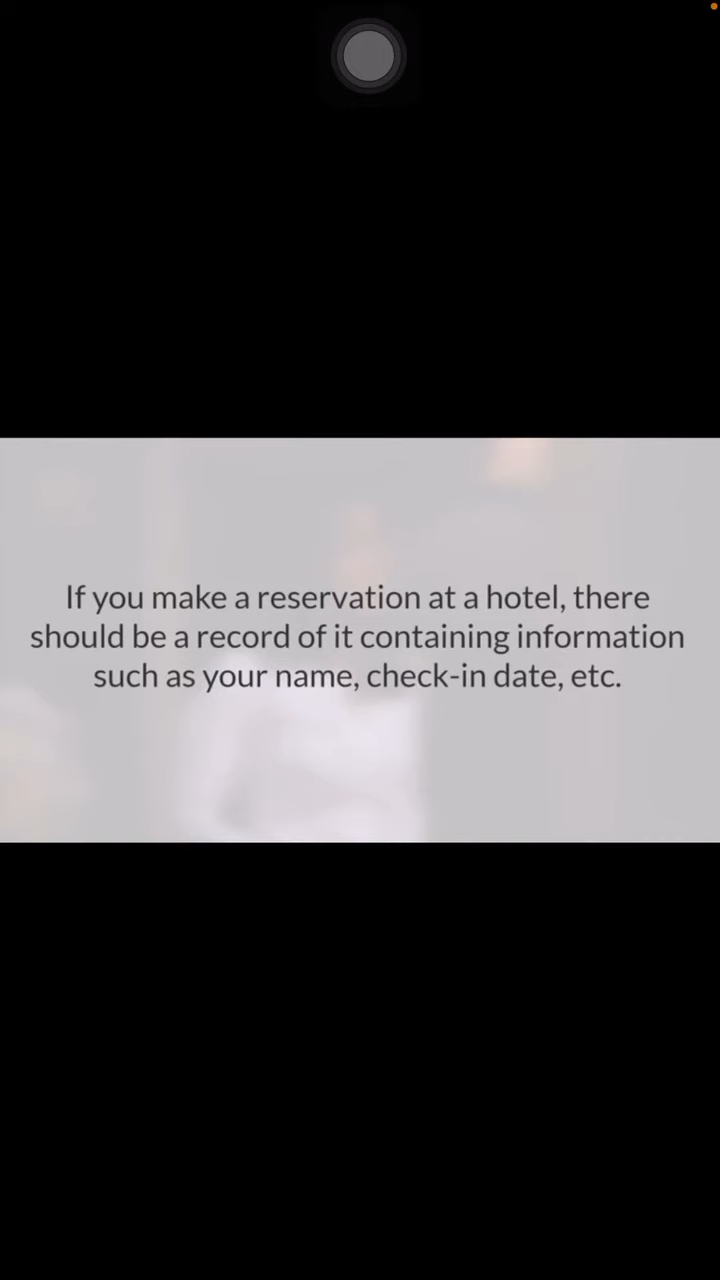 If you make a reservation at a hotel, there
should be a record of it containing information
such as your name, check-in date, etc.